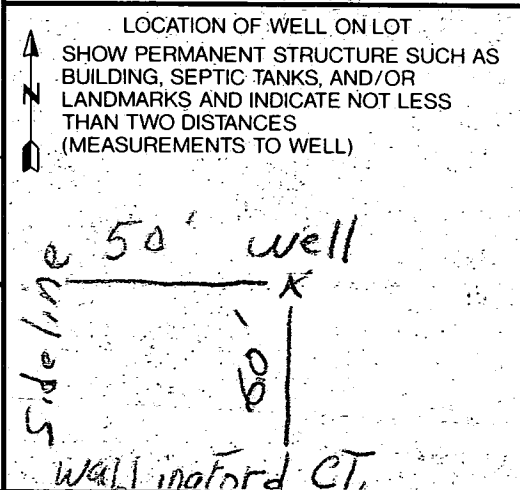 LOCATION OF WELL ON LOT
SHOW PERMANENT STRUCTURE SUCH AS
BUILDING, SEPTIC TANKS, AND/OR
LANDMARKS AND INDICATE NOT LESS
THAN TWO DISTANCES
(MEASUREMENTS TO WELL)
N
50' well
X
sideline
60'
Wallingford CT.